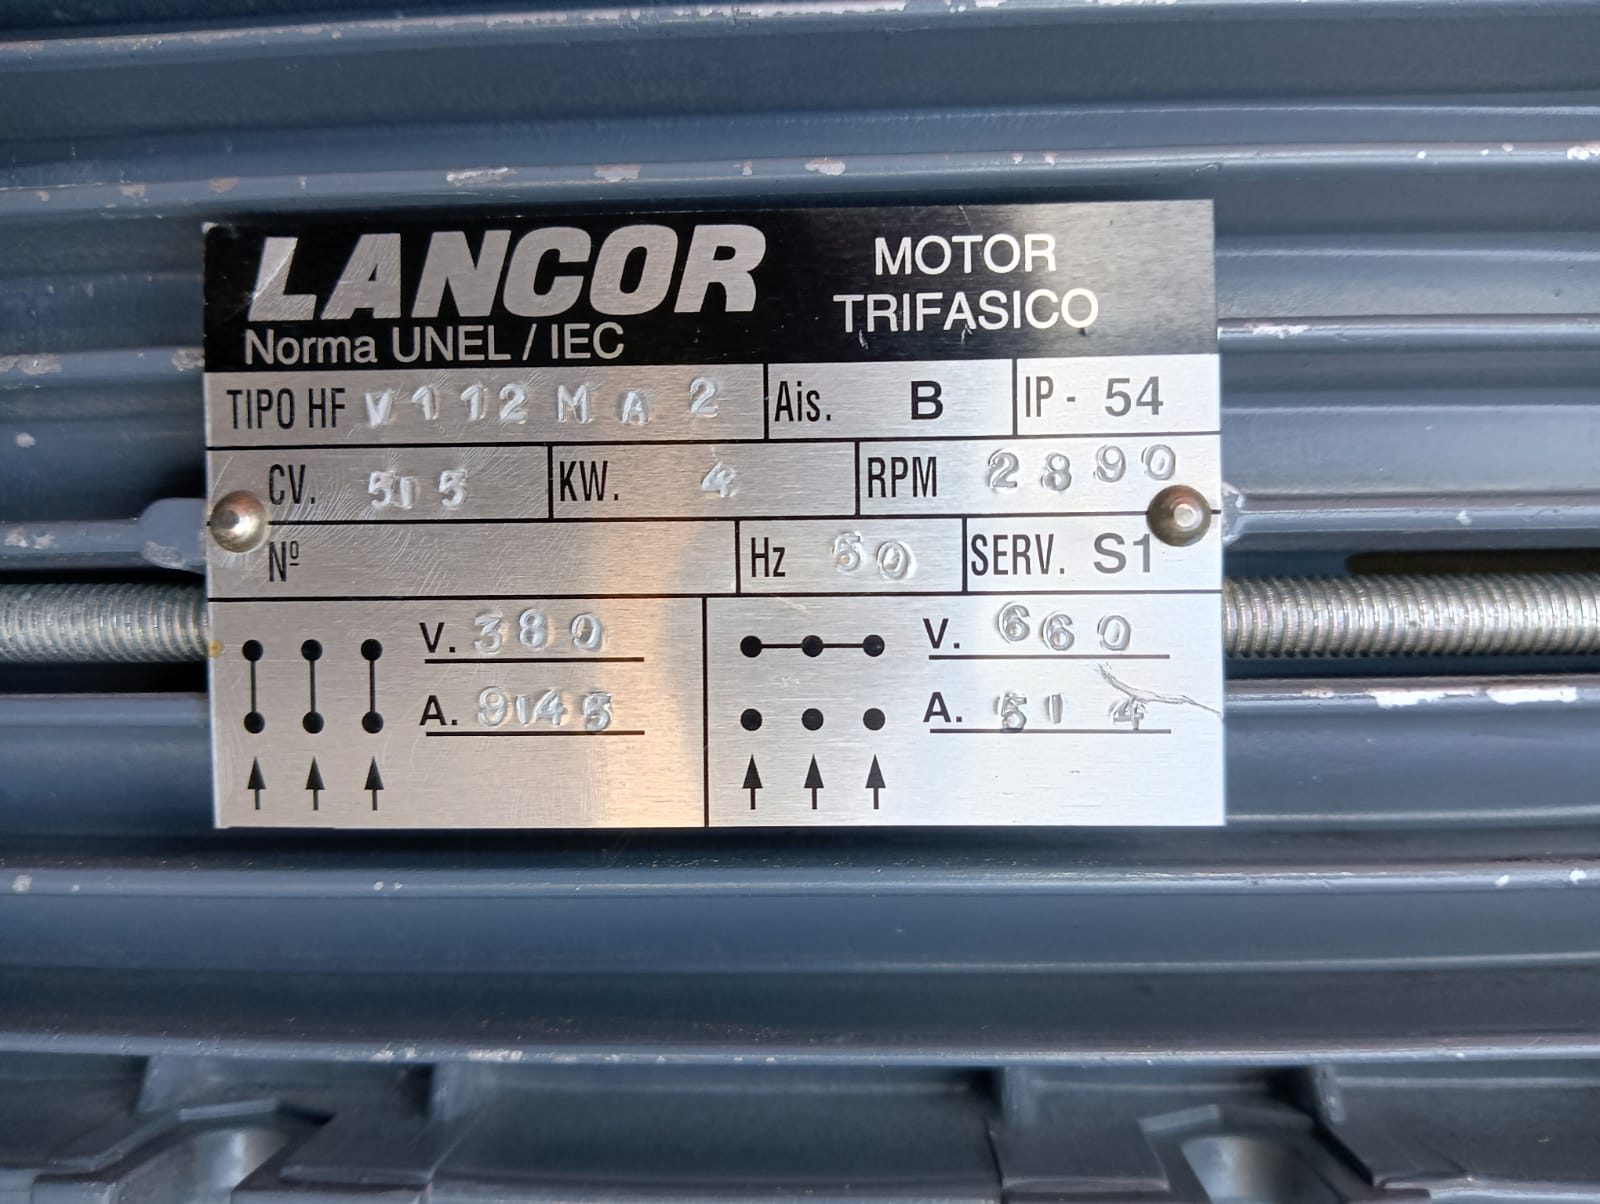 LANCOR
MOTOR
TRIFASICO
Norma UNEL / IEC
TIPO HF V112 M A 2 Ais. B IP - 54
CV. 5,5 KW. 4 RPM 2890
Nº Hz 50 SERV. S1
V. 380 V. 660
A. 9,45 A. 5,4